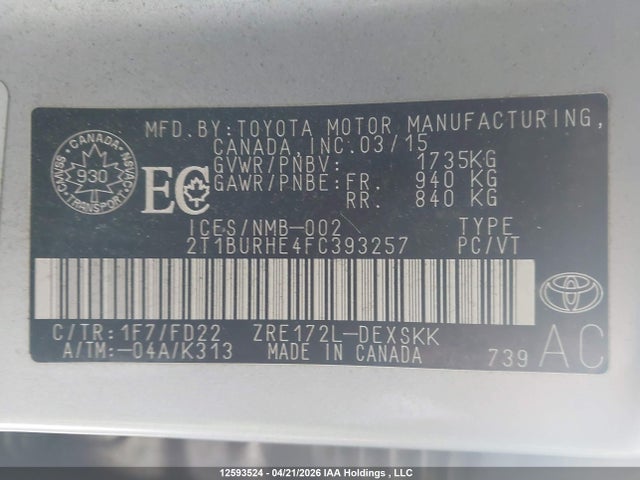 MFD. BY: TOYOTA MOTOR MANUFACTURING,
CANADA, INC. 03/15
GVWR/PNBV: 1735KG
GAWR/PNBE: FR. 940 KG
RR. 840 KG
CANADA
CMVSS NSVAC
930
TRANSPORT
EC
ICES/NMB-002 TYPE
2T1BURHE4FC393257 PC/VT
C/TR: 1F7/FD22 ZRE172L-DEXSKK
A/TM:-04A/K313 MADE IN CANADA 739 AC
12593524 - 04/21/2026 IAA Holdings , LLC